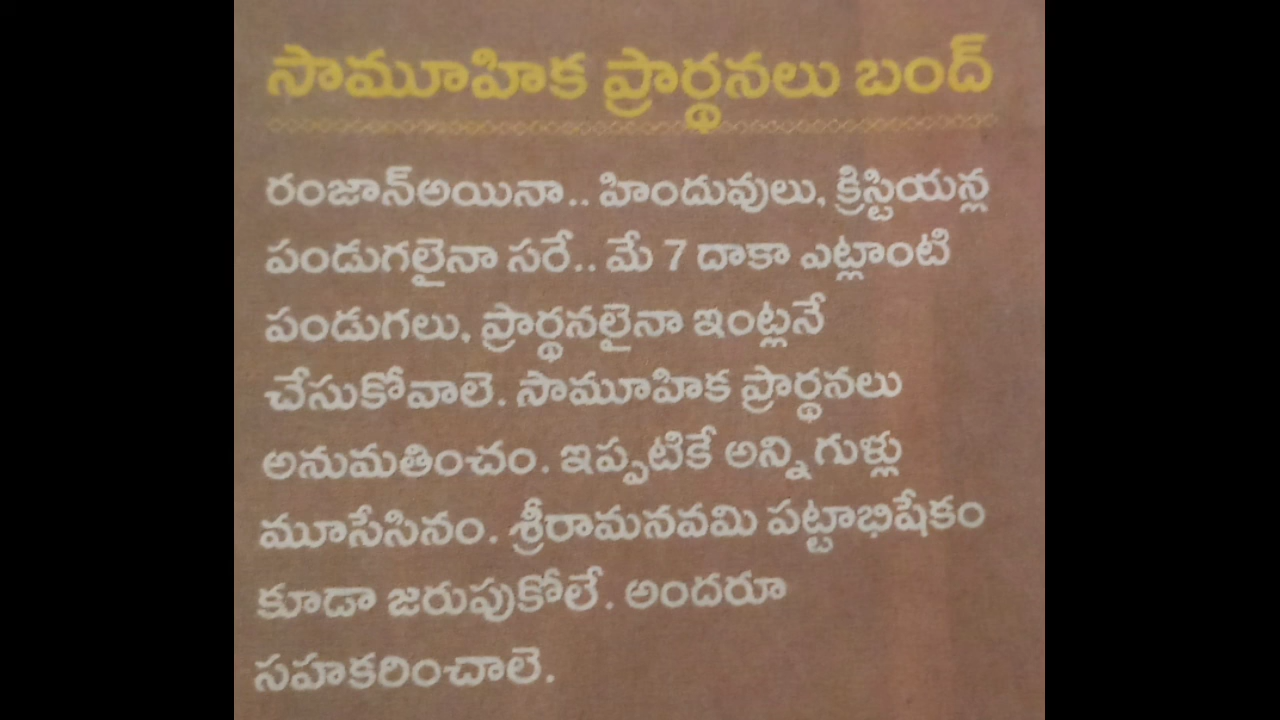 సామూహిక ప్రార్థనలు బంద్
రంజాన్అయినా.. హిందువులు, క్రిస్టియన్ల
పండుగలైనా సరే.. మే 7 దాకా ఎట్లాంటి
పండుగలు, ప్రార్థనలైనా ఇంట్లనే
చేసుకోవాలె. సామూహిక ప్రార్థనలు
అనుమతించం. ఇప్పటికే అన్ని గుళ్లు
మూసేసినం. శ్రీరామనవమి పట్టాభిషేకం
కూడా జరుపుకోలే. అందరూ
సహకరించాలె.